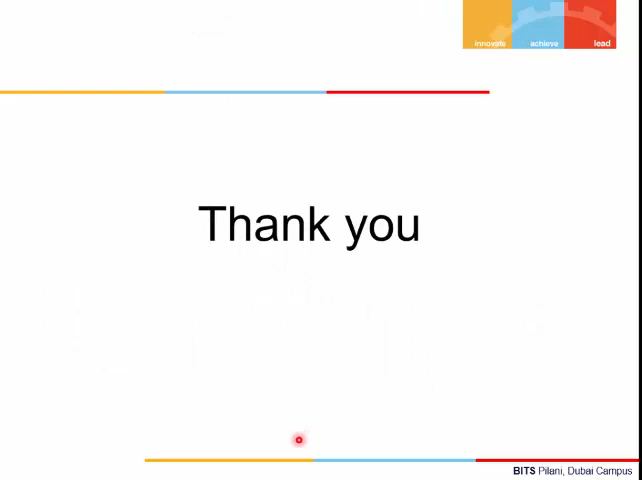 innovate achieve lead
Thank you
BITS Pilani, Dubai Campus